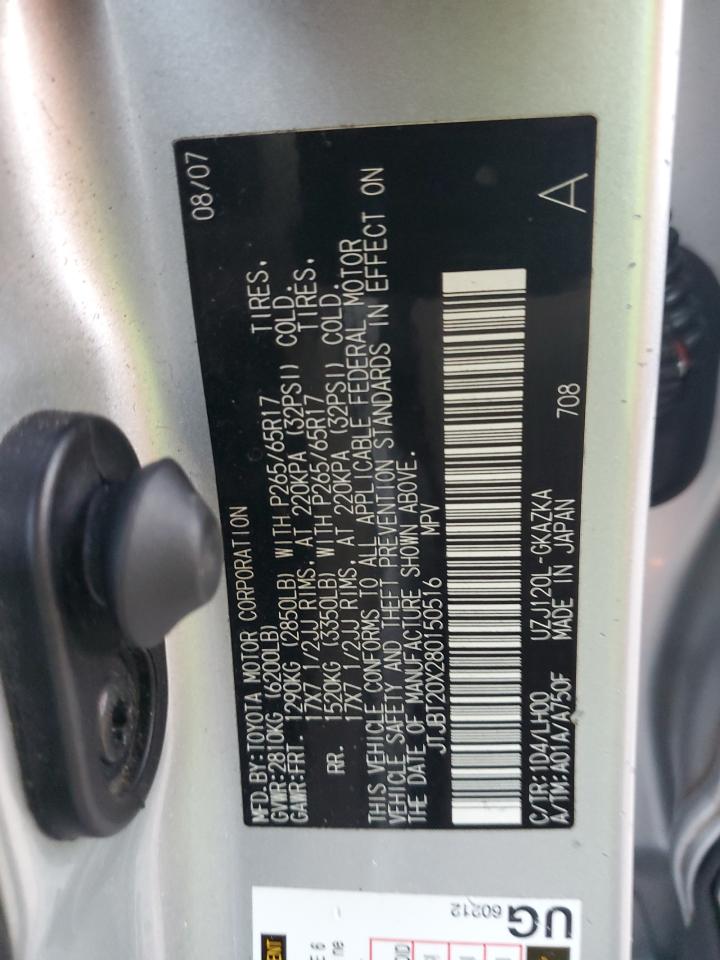 MFD.BY:TOYOTA MOTOR CORPORATION 08/07
GVWR:2810KG (6200LB)
GAWR:FRT. 1290KG (2850LB) WITH P265/65R17 TIRES,
17X7 1/2JJ RIMS, AT 220KPA (32PSI) COLD.
RR. 1520KG (3350LB) WITH P265/65R17 TIRES,
17X7 1/2JJ RIMS, AT 220KPA (32PSI) COLD.
THIS VEHICLE CONFORMS TO ALL APPLICABLE FEDERAL MOTOR
VEHICLE SAFETY AND THEFT PREVENTION STANDARDS IN EFFECT ON
THE DATE OF MANUFACTURE SHOWN ABOVE.
JTJBT20X280150516 MPV
C/TR:1D4/LH00 UZJ120L-GKAZKA 708 A
A/TM:A01A/A750F MADE IN JAPAN
UG
60212